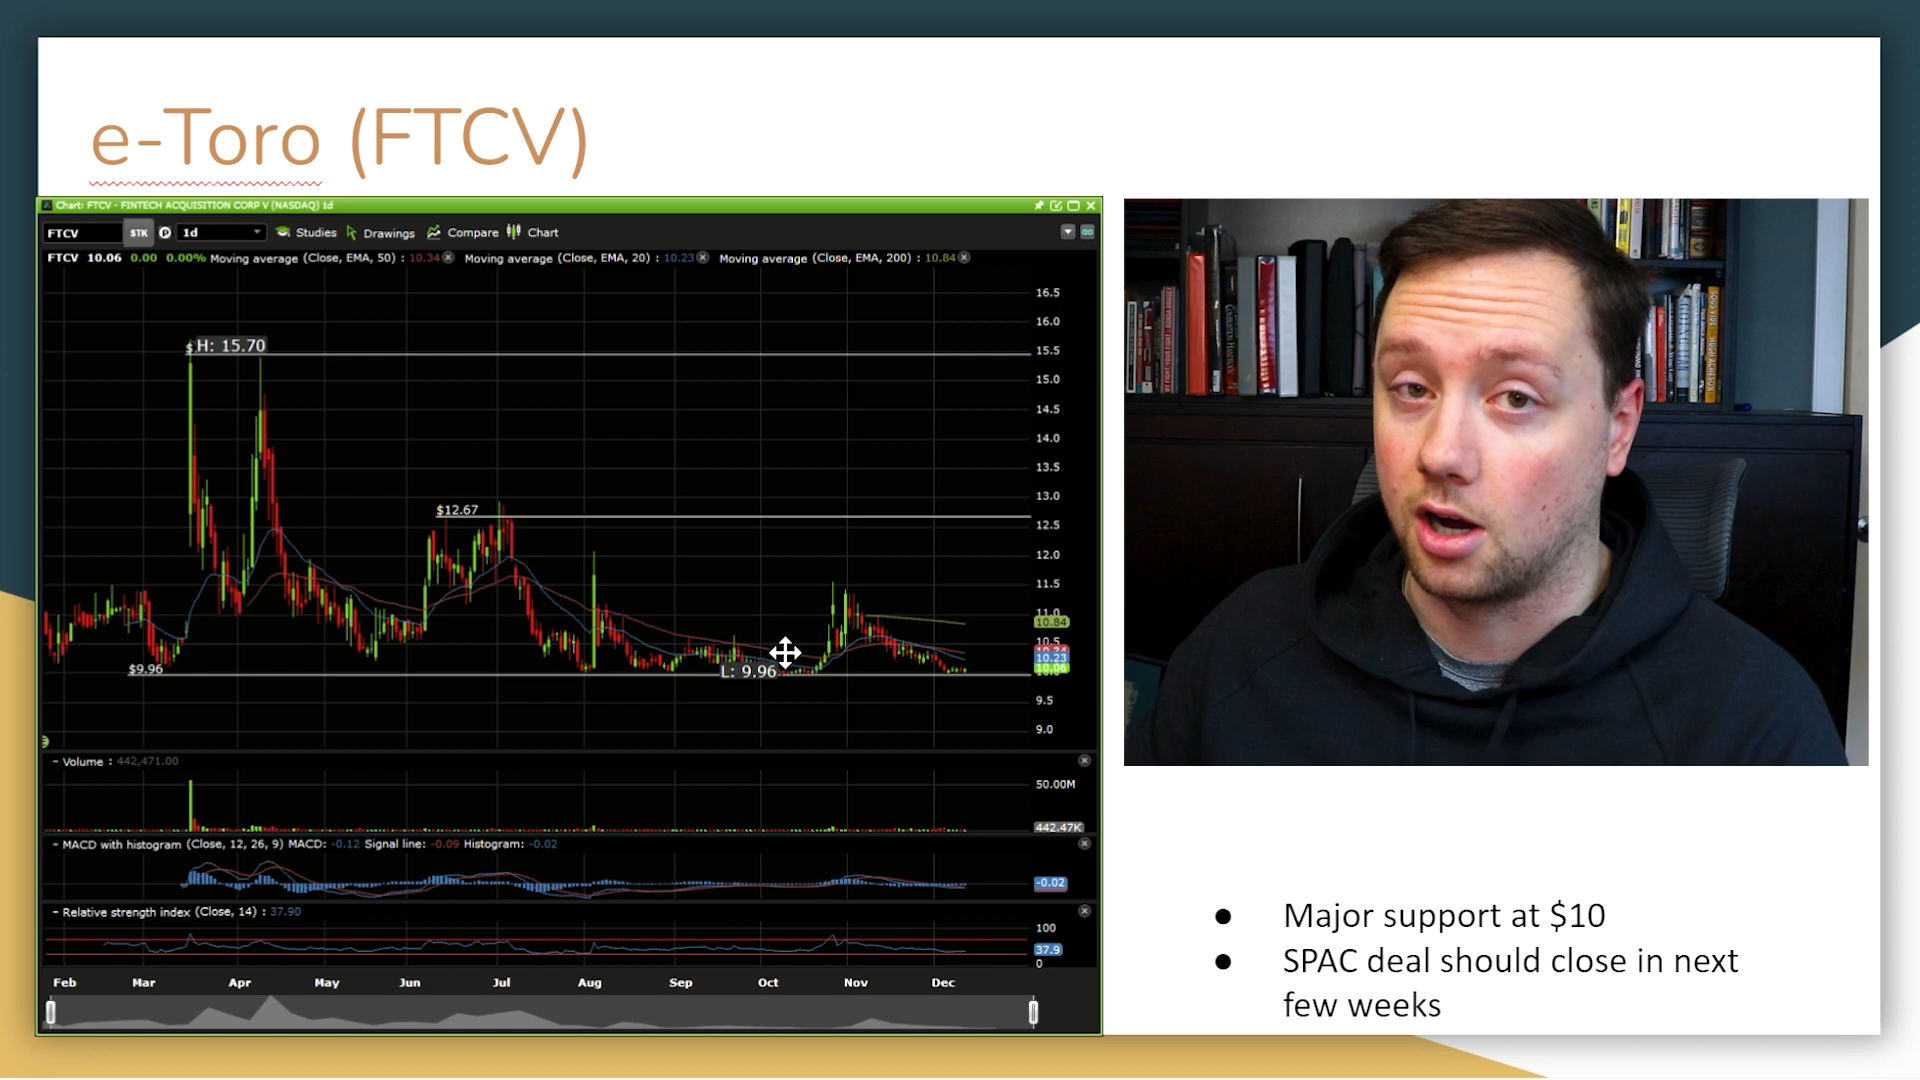 e-Toro (FTCV)
Chart: FTCV - FINTECH ACQUISITION CORP V (NASDAQ) 1d
FTCV STK P 1d Studies Drawings Compare Chart
FTCV 10.06 0.00 0.00% Moving average (Close, EMA, 50) : 10.34 Moving average (Close, EMA, 20) : 10.23 Moving average (Close, EMA, 200) : 10.84
16.5
16.0
$ H: 15.70
15.5
15.0
14.5
14.0
13.5
13.0
$12.67
12.5
12.0
11.5
11.0
10.84
10.5
10.34
10.23
10.06
$9.96
L: 9.96
9.5
9.0
- Volume : 442,471.00
50.00M
442.47K
- MACD with histogram (Close, 12, 26, 9) MACD: -0.12 Signal line: -0.09 Histogram: -0.02
-0.02
- Relative strength index (Close, 14) : 37.90
100
37.9
0
Feb Mar Apr May Jun Jul Aug Sep Oct Nov Dec
● Major support at $10
● SPAC deal should close in next
few weeks